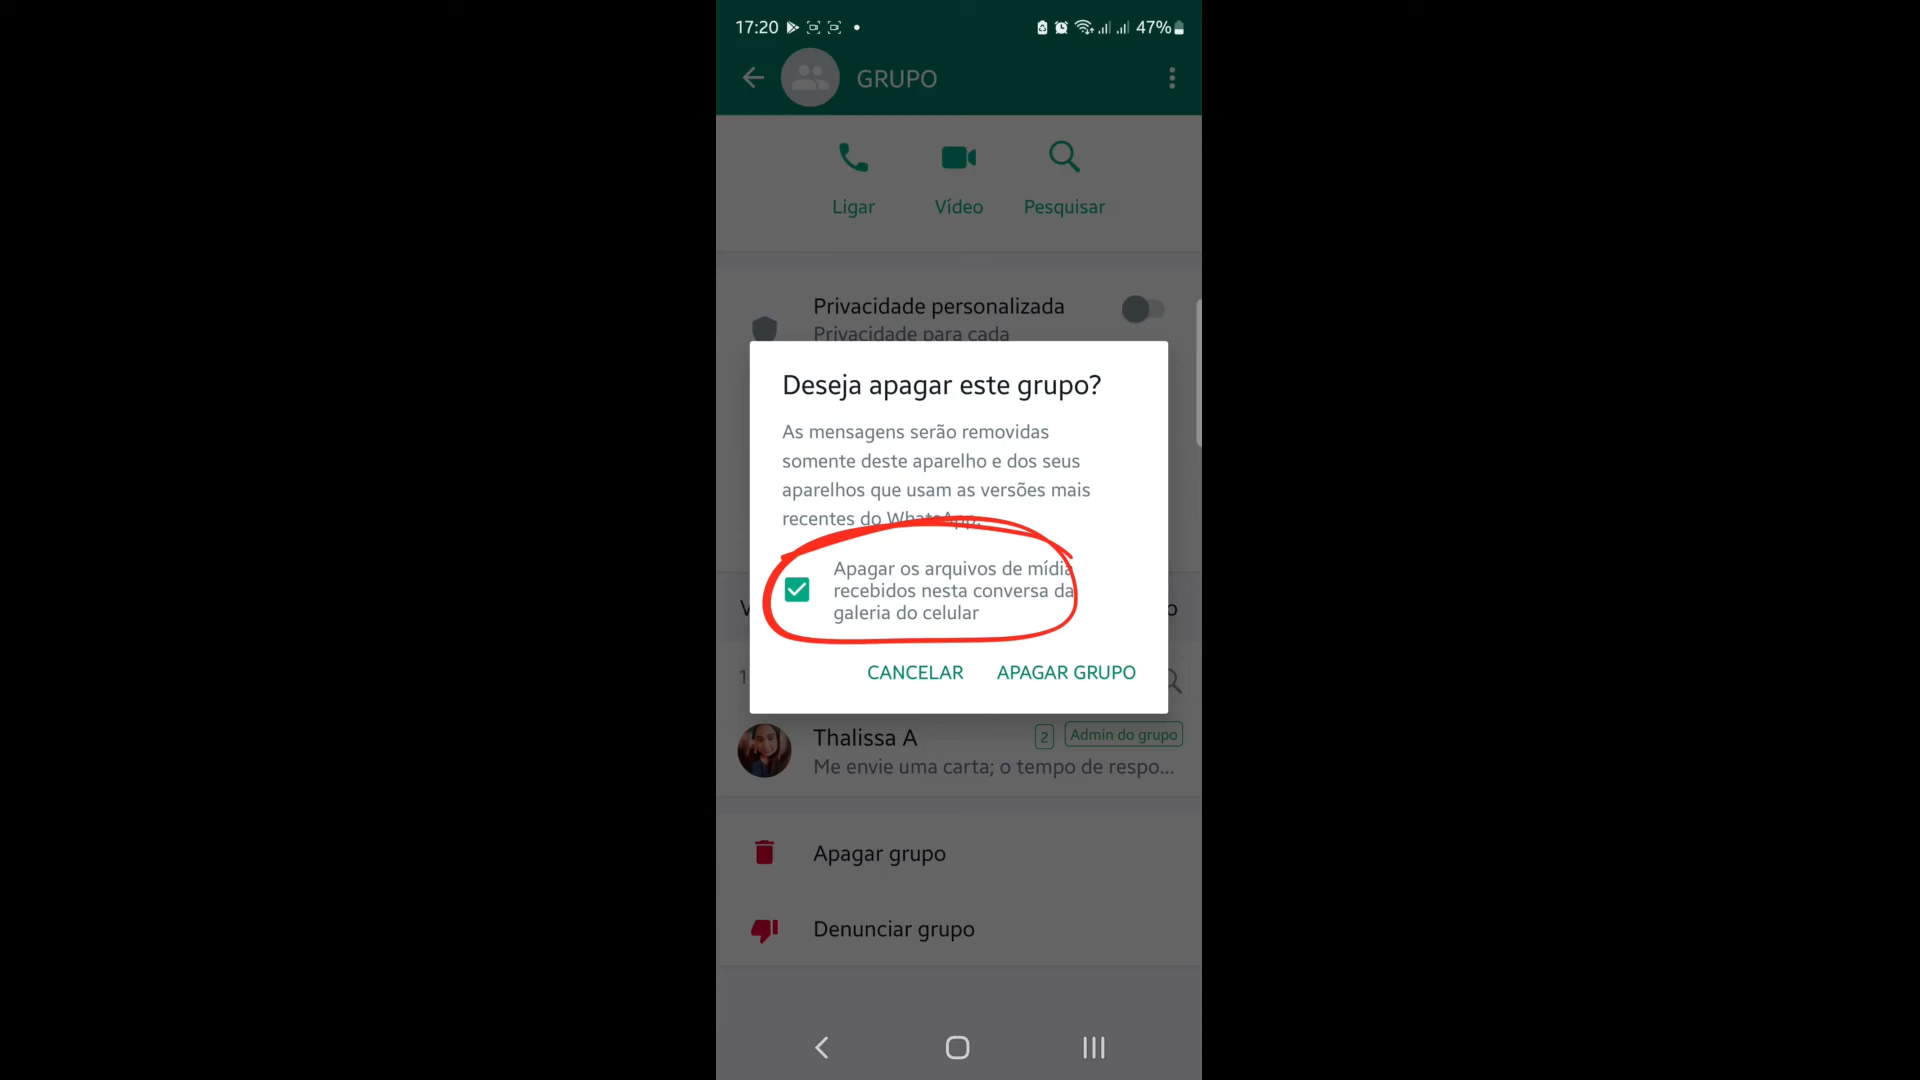 17:20
47%
GRUPO
Ligar
Vídeo
Pesquisar
Privacidade personalizada
Privacidade para cada
Deseja apagar este grupo?
As mensagens serão removidas
somente deste aparelho e dos seus
aparelhos que usam as versões mais
recentes do WhatsApp.
Apagar os arquivos de mídia
recebidos nesta conversa da
galeria do celular
CANCELAR
APAGAR GRUPO
Thalissa A
2
Admin do grupo
Me envie uma carta; o tempo de respo...
Apagar grupo
Denunciar grupo